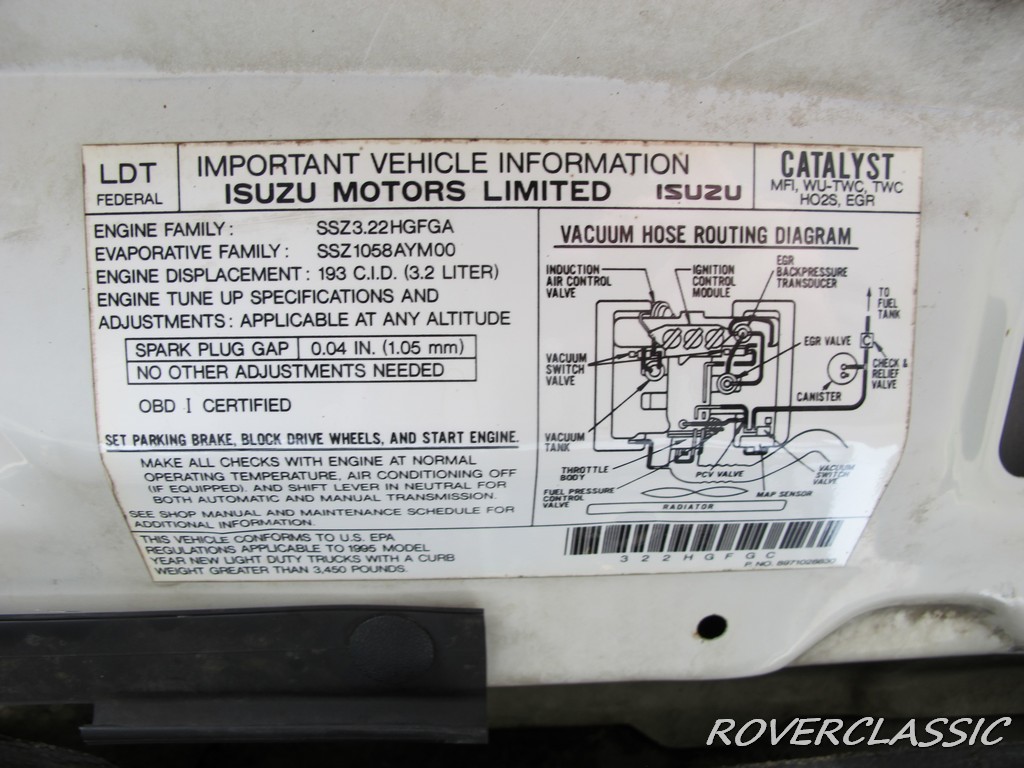 LDT
FEDERAL
IMPORTANT VEHICLE INFORMATION
ISUZU MOTORS LIMITED ISUZU
CATALYST
MFI, WU-TWC, TWC
HO2S, EGR
ENGINE FAMILY : SSZ3.22HGFGA
EVAPORATIVE FAMILY : SSZ1058AYM00
ENGINE DISPLACEMENT : 193 C.I.D. (3.2 LITER)
ENGINE TUNE UP SPECIFICATIONS AND
ADJUSTMENTS : APPLICABLE AT ANY ALTITUDE
SPARK PLUG GAP 0.04 IN. (1.05 mm)
NO OTHER ADJUSTMENTS NEEDED
OBD I CERTIFIED
SET PARKING BRAKE, BLOCK DRIVE WHEELS, AND START ENGINE.
MAKE ALL CHECKS WITH ENGINE AT NORMAL
OPERATING TEMPERATURE, AIR CONDITIONING OFF
(IF EQUIPPED), AND SHIFT LEVER IN NEUTRAL FOR
BOTH AUTOMATIC AND MANUAL TRANSMISSION.
SEE SHOP MANUAL AND MAINTENANCE SCHEDULE FOR
ADDITIONAL INFORMATION.
VACUUM HOSE ROUTING DIAGRAM
INDUCTION
AIR CONTROL
VALVE
IGNITION
CONTROL
MODULE
EGR
BACKPRESSURE
TRANSDUCER
TO
FUEL
TANK
EGR VALVE
C
CHECK &
RELIEF
VALVE
CANISTER
VACUUM
SWITCH
VALVE
VACUUM
TANK
THROTTLE
BODY
FUEL PRESSURE
CONTROL
VALVE
PCV VALVE
MAP SENSOR
VACUUM
SWITCH
VALVE
RADIATOR
THIS VEHICLE CONFORMS TO U.S. EPA
REGULATIONS APPLICABLE TO 1995 MODEL
YEAR NEW LIGHT DUTY TRUCKS WITH A CURB
WEIGHT GREATER THAN 3,450 POUNDS.
322HGFGC
P. NO. 8971028830
ROVERCLASSIC